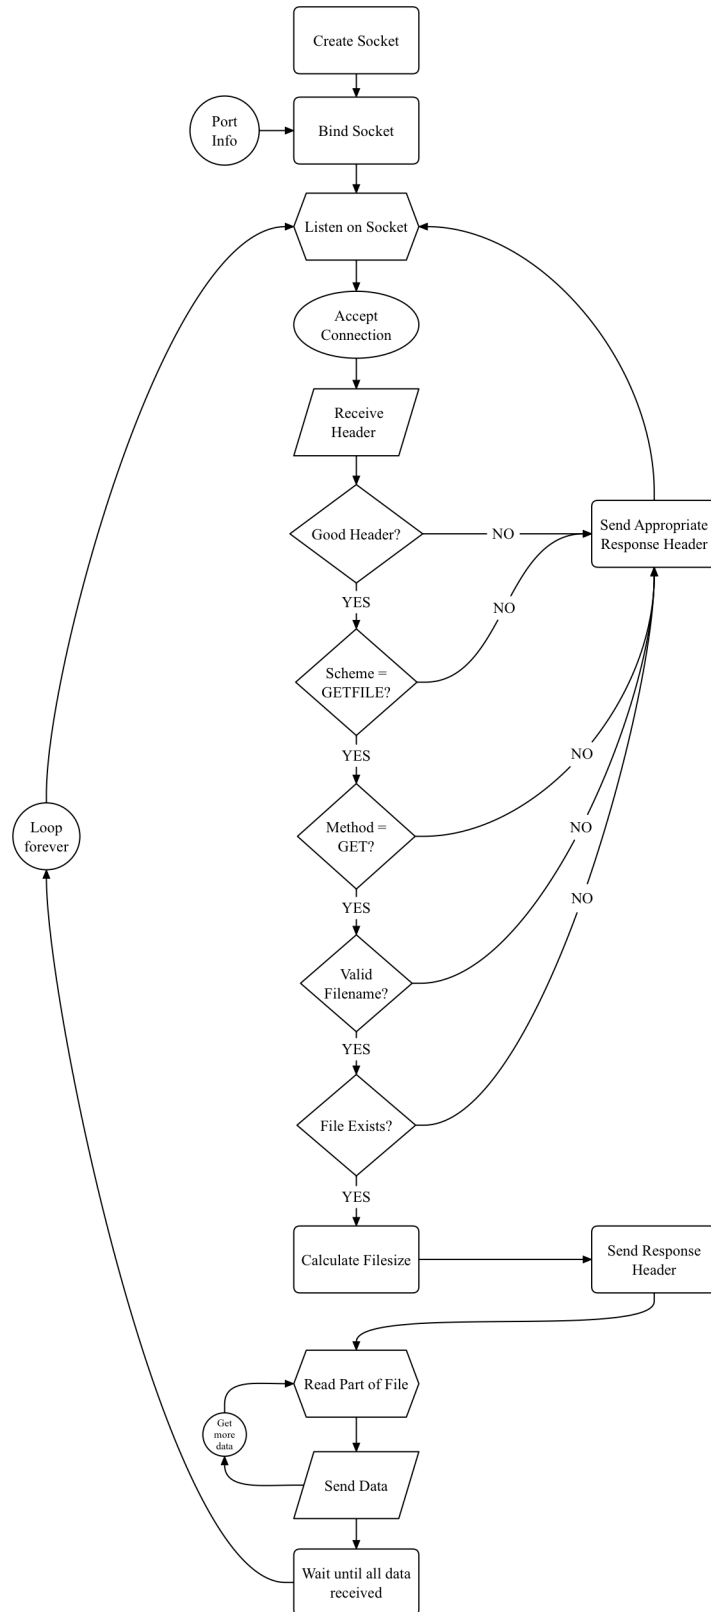 Create Socket
Port
Info
Bind Socket
Listen on Socket
Accept
Connection
Receive
Header
Good Header?
NO
Send Appropriate
Response Header
YES
NO
Scheme =
GETFILE?
YES
NO
Method =
GET?
Loop
forever
NO
YES
NO
Valid
Filename?
YES
File Exists?
YES
Calculate Filesize
Send Response
Header
Read Part of File
Get
more
data
Send Data
Wait until all data
received